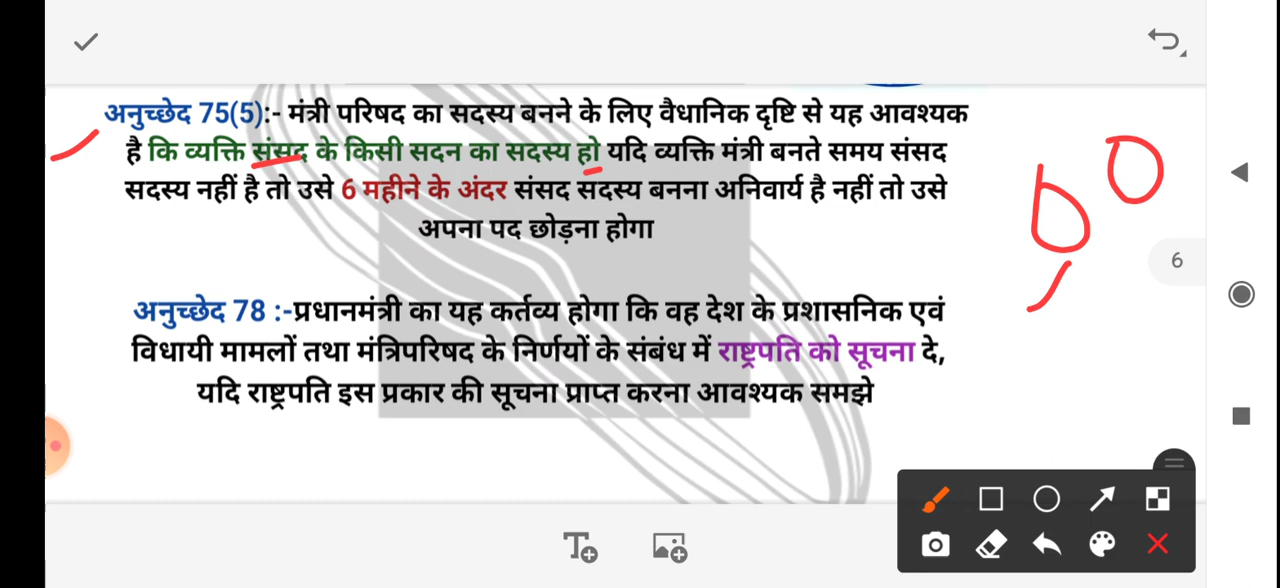 अनुच्छेद 75(5):- मंत्री परिषद का सदस्य बनने के लिए वैधानिक दृष्टि से यह आवश्यक
है कि व्यक्ति संसद के किसी सदन का सदस्य हो यदि व्यक्ति मंत्री बनते समय संसद
सदस्य नहीं है तो उसे 6 महीने के अंदर संसद सदस्य बनना अनिवार्य है नहीं तो उसे
अपना पद छोड़ना होगा
6
अनुच्छेद 78 :-प्रधानमंत्री का यह कर्तव्य होगा कि वह देश के प्रशासनिक एवं
विधायी मामलों तथा मंत्रिपरिषद के निर्णयों के संबंध में राष्ट्रपति को सूचना दे,
यदि राष्ट्रपति इस प्रकार की सूचना प्राप्त करना आवश्यक समझे